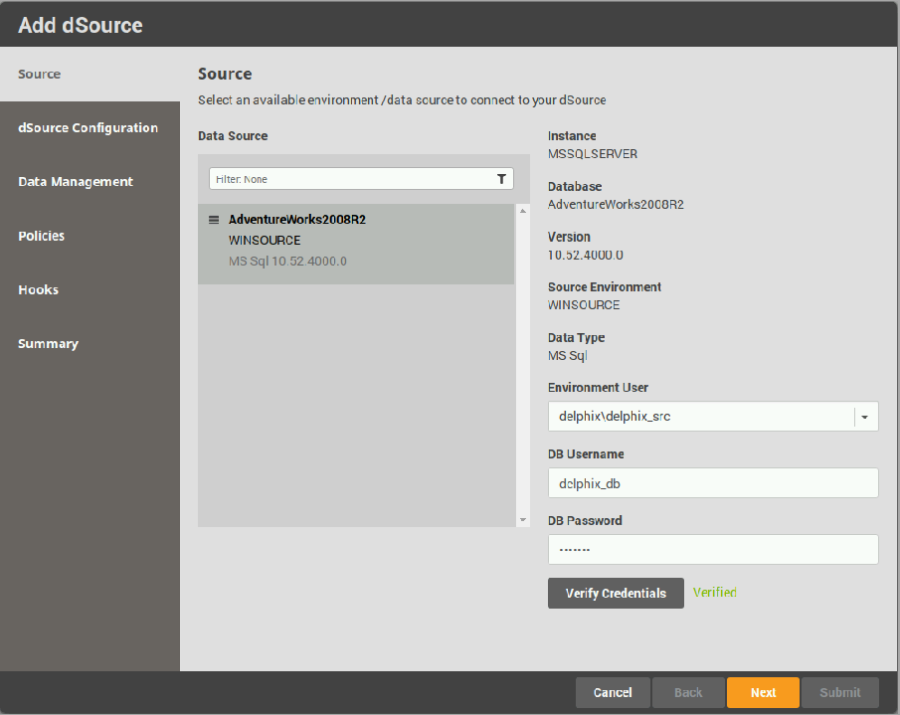 Add dSource
Source
dSource Configuration
Data Management
Policies
Hooks
Summary
Source
Select an available environment /data source to connect to your dSource
Data Source
Filter: None
AdventureWorks2008R2
WINSOURCE
MS Sql 10.52.4000.0
Instance
MSSQLSERVER
Database
AdventureWorks2008R2
Version
10.52.4000.0
Source Environment
WINSOURCE
Data Type
MS Sql
Environment User
delphix\delphix_src
DB Username
delphix_db
DB Password
·······
Verify Credentials Verified
Cancel Back Next Submit